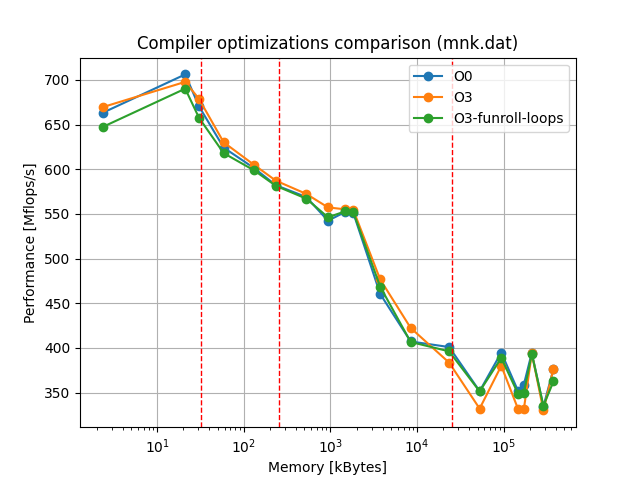 Compiler optimizations comparison (mnk.dat)
O0
O3
O3-funroll-loops
Performance [Mflops/s]
700
650
600
550
500
450
400
350
10¹
10²
10³
10⁴
10⁵
Memory [kBytes]